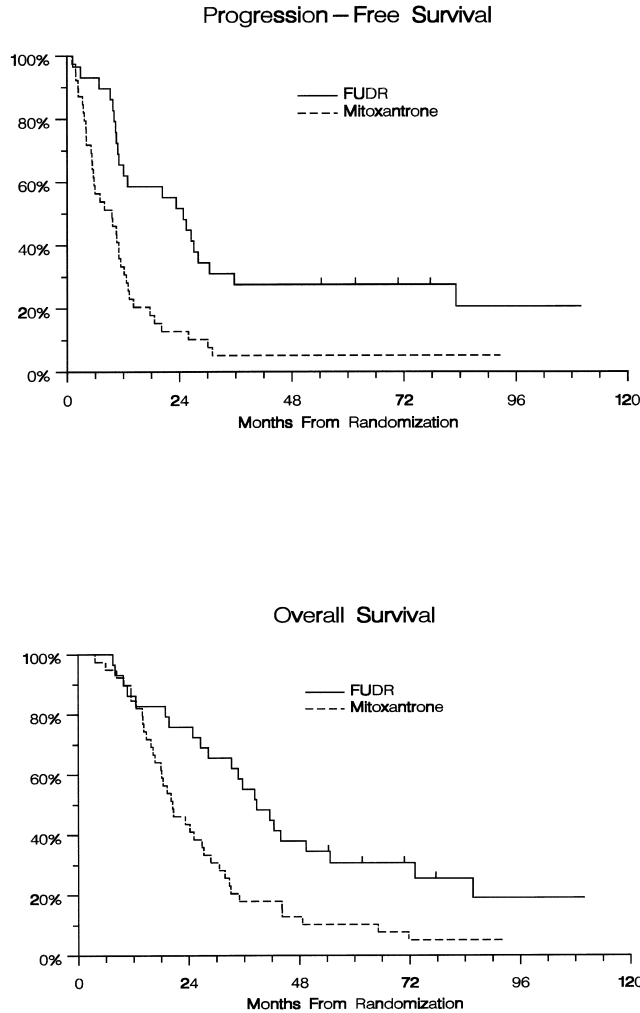 Progression-Free Survival
100%
FUDR
Mitoxantrone
80%
60%
40%
20%
0%
0 24 48 72 96 120
Months From Randomization
Overall Survival
100%
FUDR
Mitoxantrone
80%
60%
40%
20%
0%
0 24 48 72 96 120
Months From Randomization